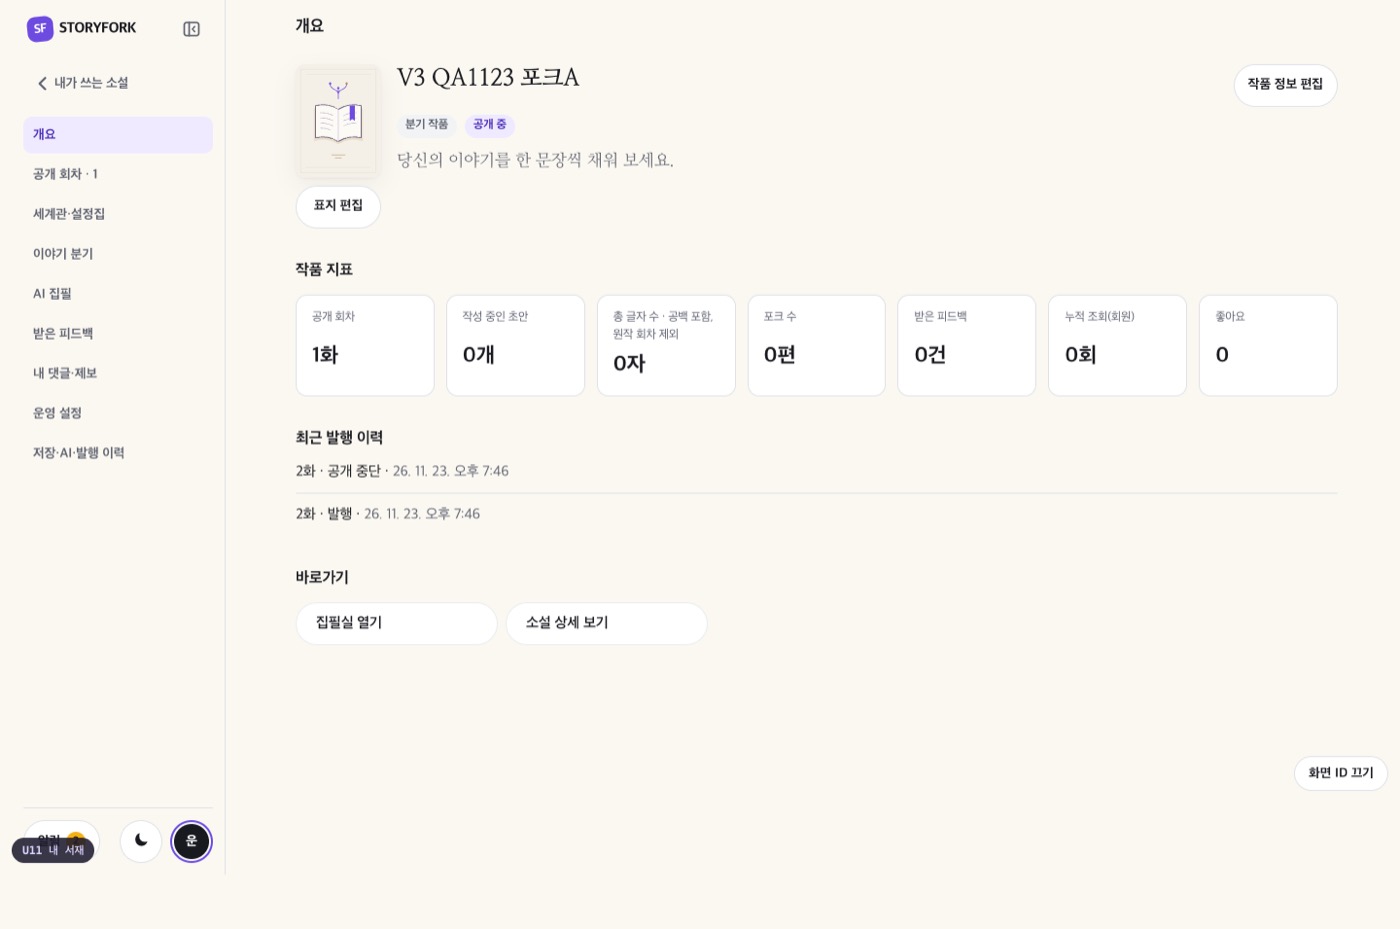 SF STORYFORK
내가 쓰는 소설
개요
공개 회차 · 1
세계관·설정집
이야기 분기
AI 집필
받은 피드백
내 댓글·제보
운영 설정
저장·AI·발행 이력
U11 내 서재
운
개요
V3 QA1123 포크A
분기 작품 공개 중
당신의 이야기를 한 문장씩 채워 보세요.
작품 정보 편집
표지 편집
작품 지표
공개 회차
1화
작성 중인 초안
0개
총 글자 수 · 공백 포함,
원작 회차 제외
0자
포크 수
0편
받은 피드백
0건
누적 조회(회원)
0회
좋아요
0
최근 발행 이력
2화 · 공개 중단 · 26. 11. 23. 오후 7:46
2화 · 발행 · 26. 11. 23. 오후 7:46
바로가기
집필실 열기
소설 상세 보기
화면 ID 끄기